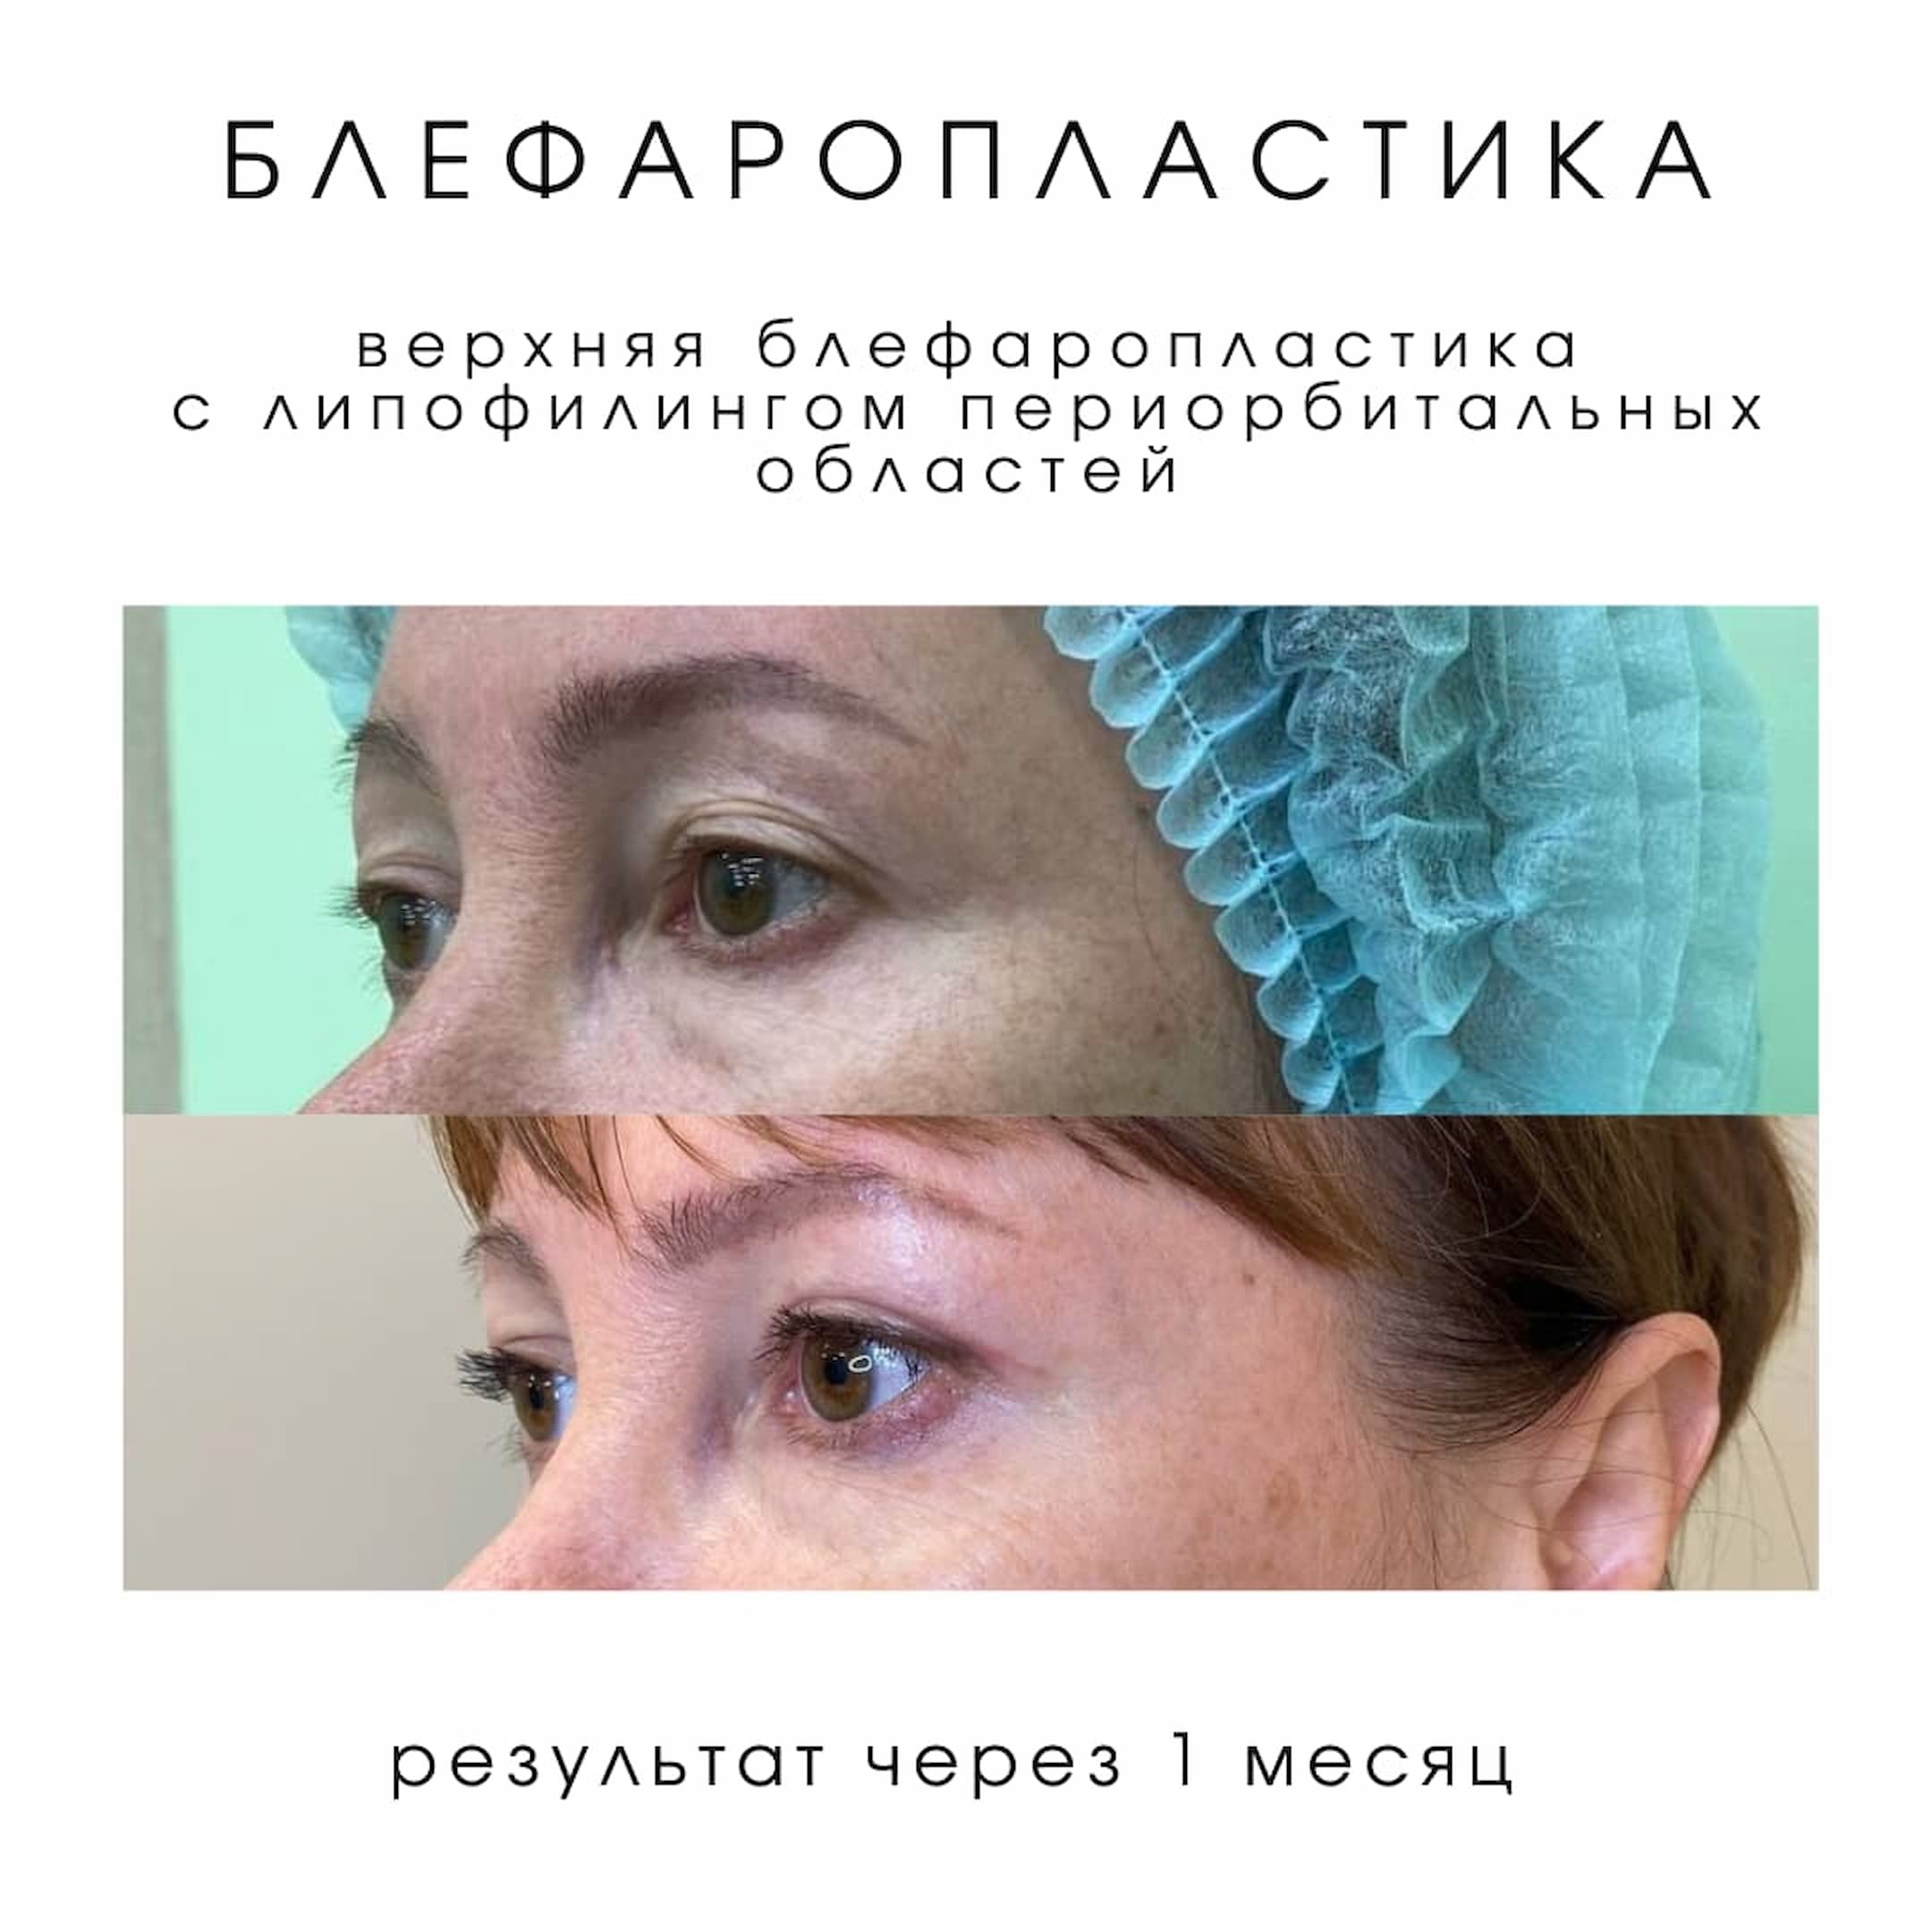 БЛЕФАРОПЛАСТИКА
верхняя блефаропластика
с липофилингом периорбитальных
областей
результат через 1 месяц